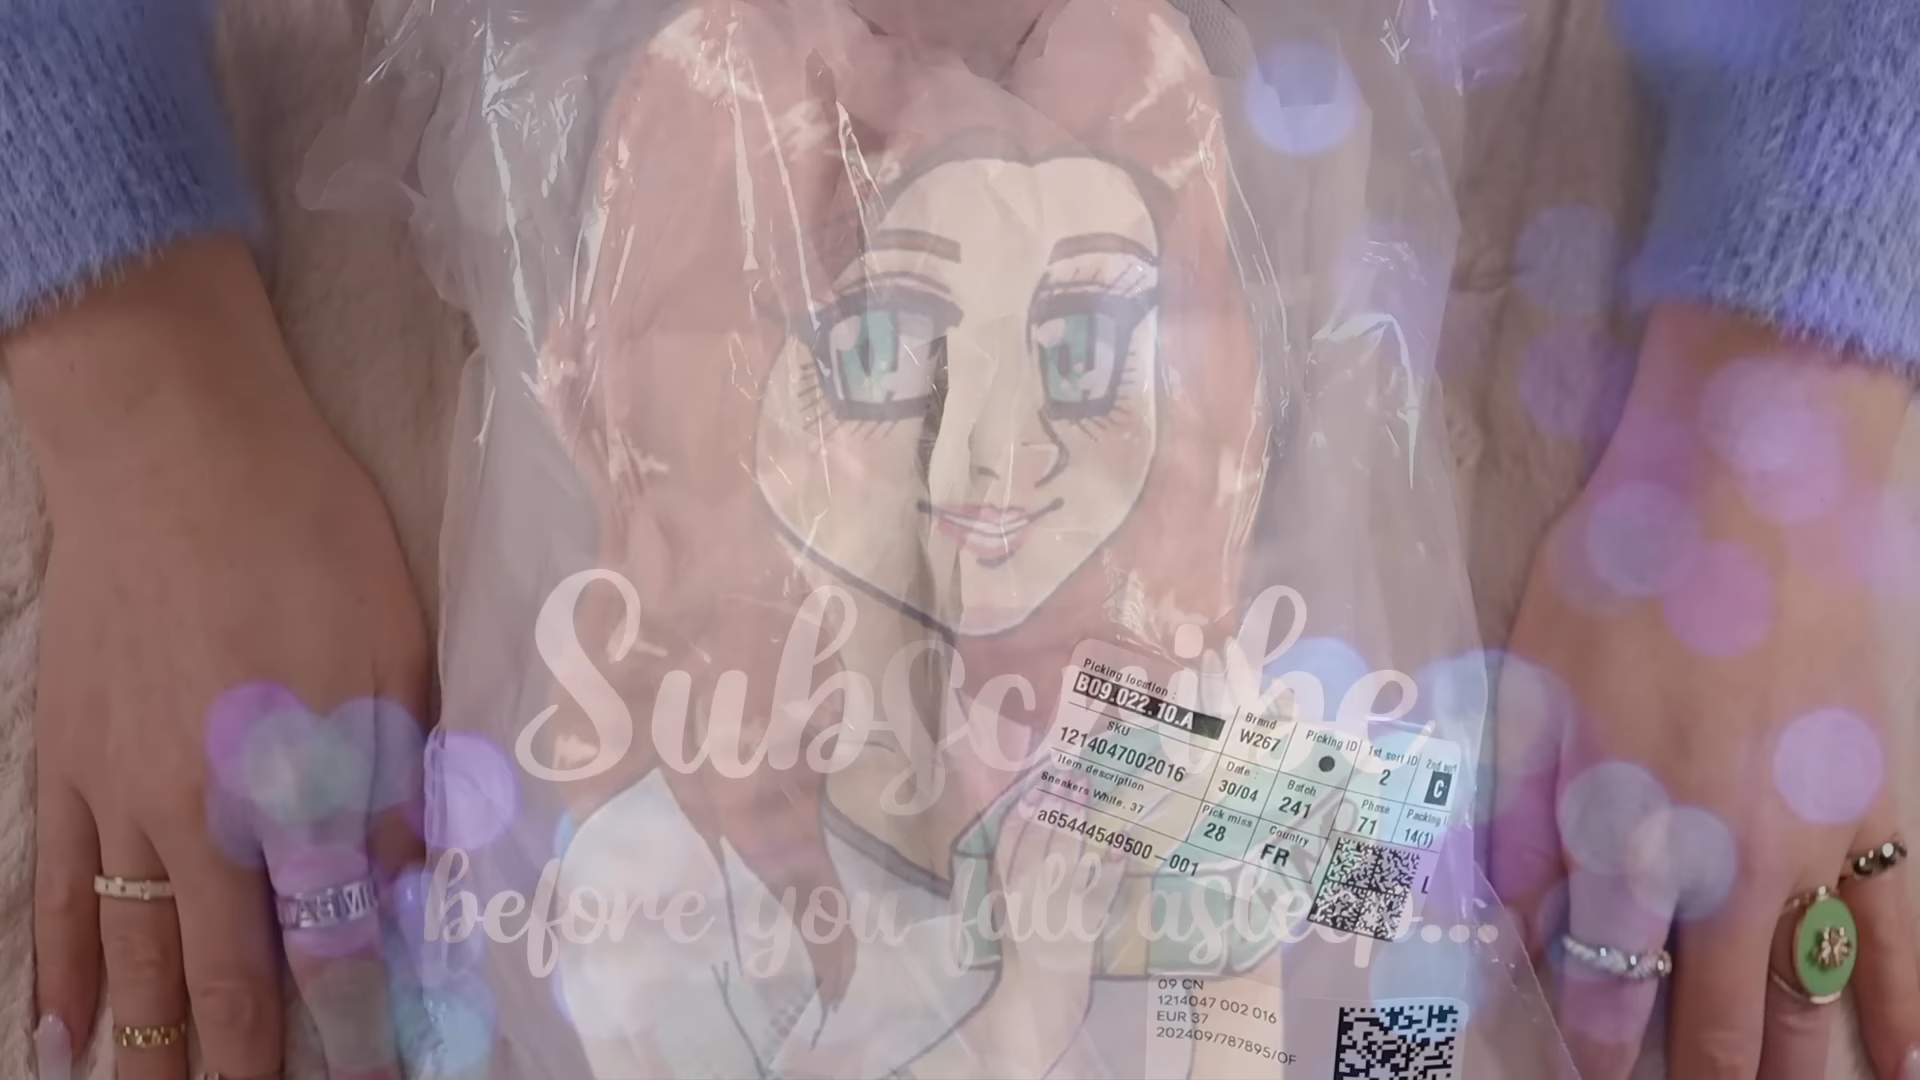 Subscribe
before you fall asleep...
Picking location :
B09.022.10.A
SKU
1214047002016
Item description
Sneakers White. 37
a65444549500-001
Brand
W267
Date :
30/04
Pick miss
28
Picking ID
Batch
241
Country
FR
1st sort ID
2
Phase
71
2nd sort
C
14(1)
L
09 CN
1214047 002 016
EUR 37
202409/787895/OF